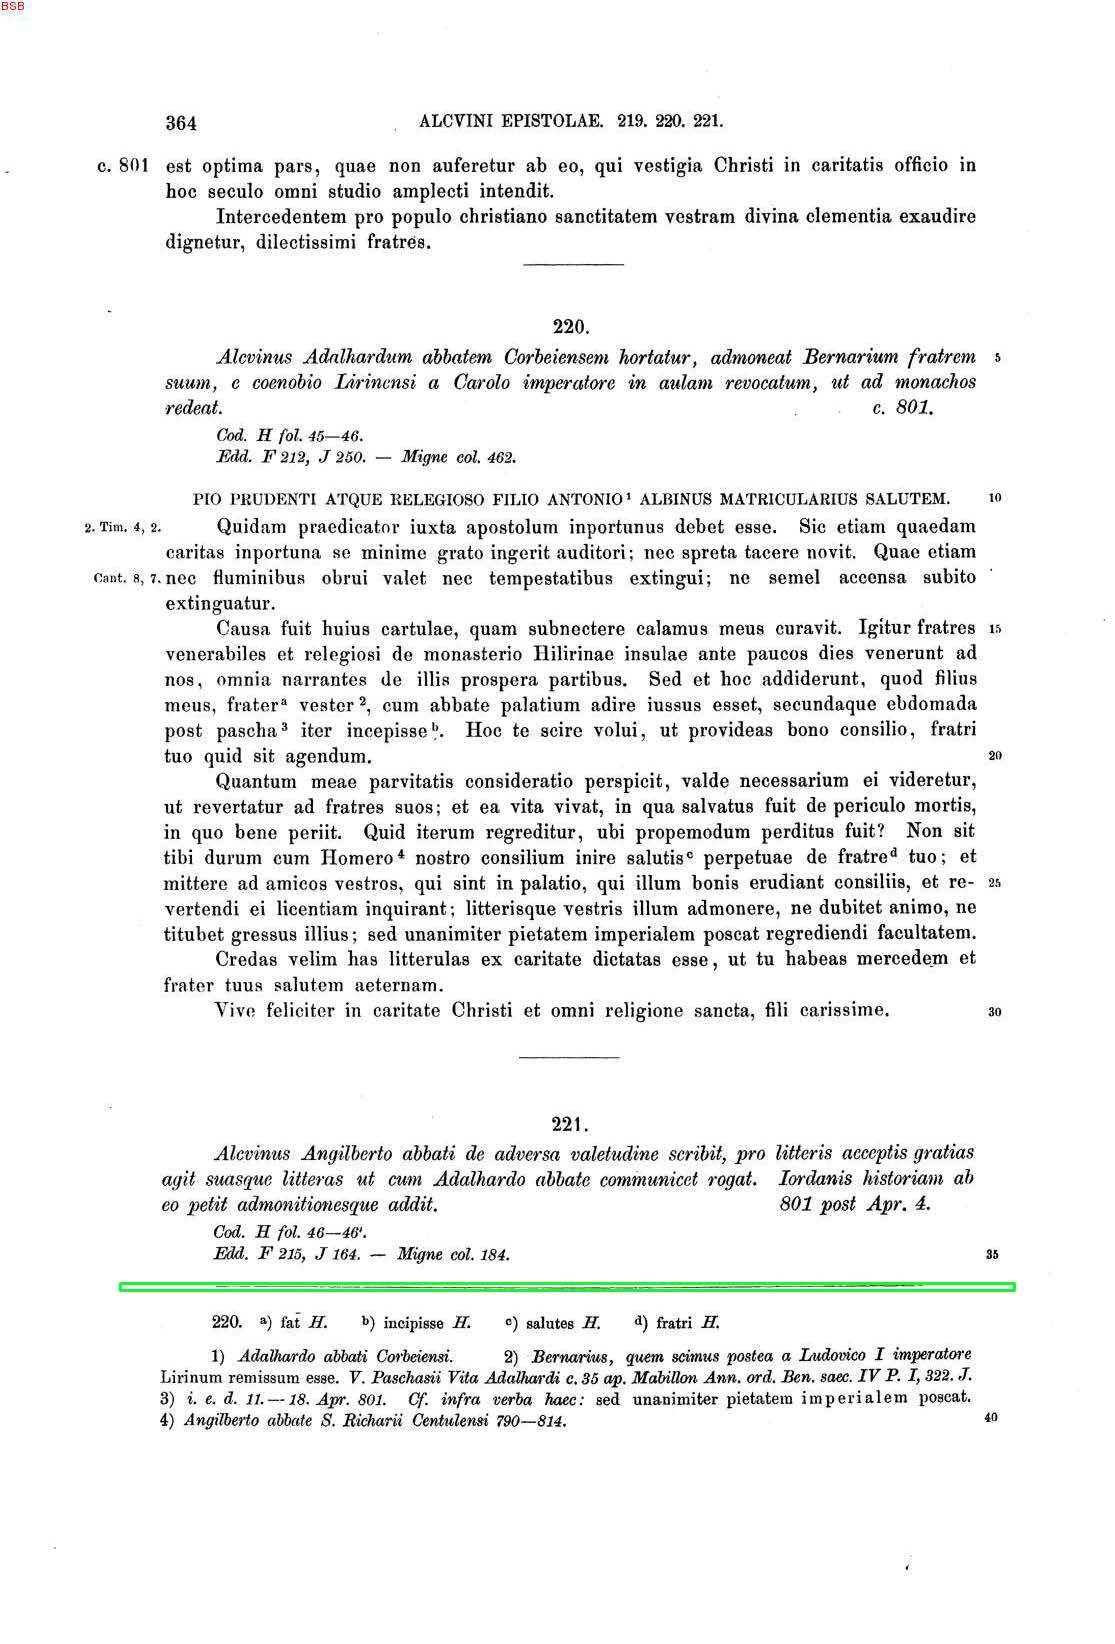 BSB
364 ALCVINI EPISTOLAE. 219. 220. 221.
c. 801 est optima pars, quae non auferetur ab eo, qui vestigia Christi in caritatis officio in
hoc seculo omni studio amplecti intendit.
Intercedentem pro populo christiano sanctitatem vestram divina clementia exaudire
dignetur, dilectissimi fratres.
220.
Alcvinus Adalhardum abbatem Corbeiensem hortatur, admoneat Bernarium fratrem 5
suum, e coenobio Lirinensi a Carolo imperatore in aulam revocatum, ut ad monachos
redeat. c. 801.
Cod. H fol. 45—46.
Edd. F 212, J 250. — Migne col. 462.
PIO PRUDENTI ATQUE RELEGIOSO FILIO ANTONIO¹ ALBINUS MATRICULARIUS SALUTEM. 10
2. Tim. 4, 2. Quidam praedicator iuxta apostolum inportunus debet esse. Sic etiam quaedam
caritas inportuna se minime grato ingerit auditori; nec spreta tacere novit. Quae etiam
Cant. 8, 7. nec fluminibus obrui valet nec tempestatibus extingui; ne semel accensa subito
extinguatur.
Causa fuit huius cartulae, quam subnectere calamus meus curavit. Igitur fratres 15
venerabiles et relegiosi de monasterio Hilirinae insulae ante paucos dies venerunt ad
nos, omnia narrantes de illis prospera partibus. Sed et hoc addiderunt, quod filius
meus, fraterᵃ vester², cum abbate palatium adire iussus esset, secundaque ebdomada
post pascha³ iter incepisseᵇ. Hoc te scire volui, ut provideas bono consilio, fratri
tuo quid sit agendum. 20
Quantum meae parvitatis consideratio perspicit, valde necessarium ei videretur,
ut revertatur ad fratres suos; et ea vita vivat, in qua salvatus fuit de periculo mortis,
in quo bene periit. Quid iterum regreditur, ubi propemodum perditus fuit? Non sit
tibi durum cum Homero⁴ nostro consilium inire salutisᶜ perpetuae de fratreᵈ tuo; et
mittere ad amicos vestros, qui sint in palatio, qui illum bonis erudiant consiliis, et re- 25
vertendi ei licentiam inquirant; litterisque vestris illum admonere, ne dubitet animo, ne
titubet gressus illius; sed unanimiter pietatem imperialem poscat regrediendi facultatem.
Credas velim has litterulas ex caritate dictatas esse, ut tu habeas mercedem et
frater tuus salutem aeternam.
Vive feliciter in caritate Christi et omni religione sancta, fili carissime. 30
221.
Alcvinus Angilberto abbati de adversa valetudine scribit, pro litteris acceptis gratias
agit suasque litteras ut cum Adalhardo abbate communicet rogat. Iordanis historiam ab
eo petit admonitionesque addit. 801 post Apr. 4.
Cod. H fol. 46—46'.
Edd. F 215, J 164. — Migne col. 184. 35
220. ᵃ) fat̄ H. ᵇ) incipisse H. ᶜ) salutes H. ᵈ) fratri H.
1) Adalhardo abbati Corbeiensi. 2) Bernarius, quem scimus postea a Ludovico I imperatore
Lirinum remissum esse. V. Paschasii Vita Adalhardi c. 35 ap. Mabillon Ann. ord. Ben. saec. IV P. I, 322. J.
3) i. e. d. 11.—18. Apr. 801. Cf. infra verba haec: sed unanimiter pietatem imperialem poscat.
4) Angilberto abbate S. Richarii Centulensi 790—814. 40